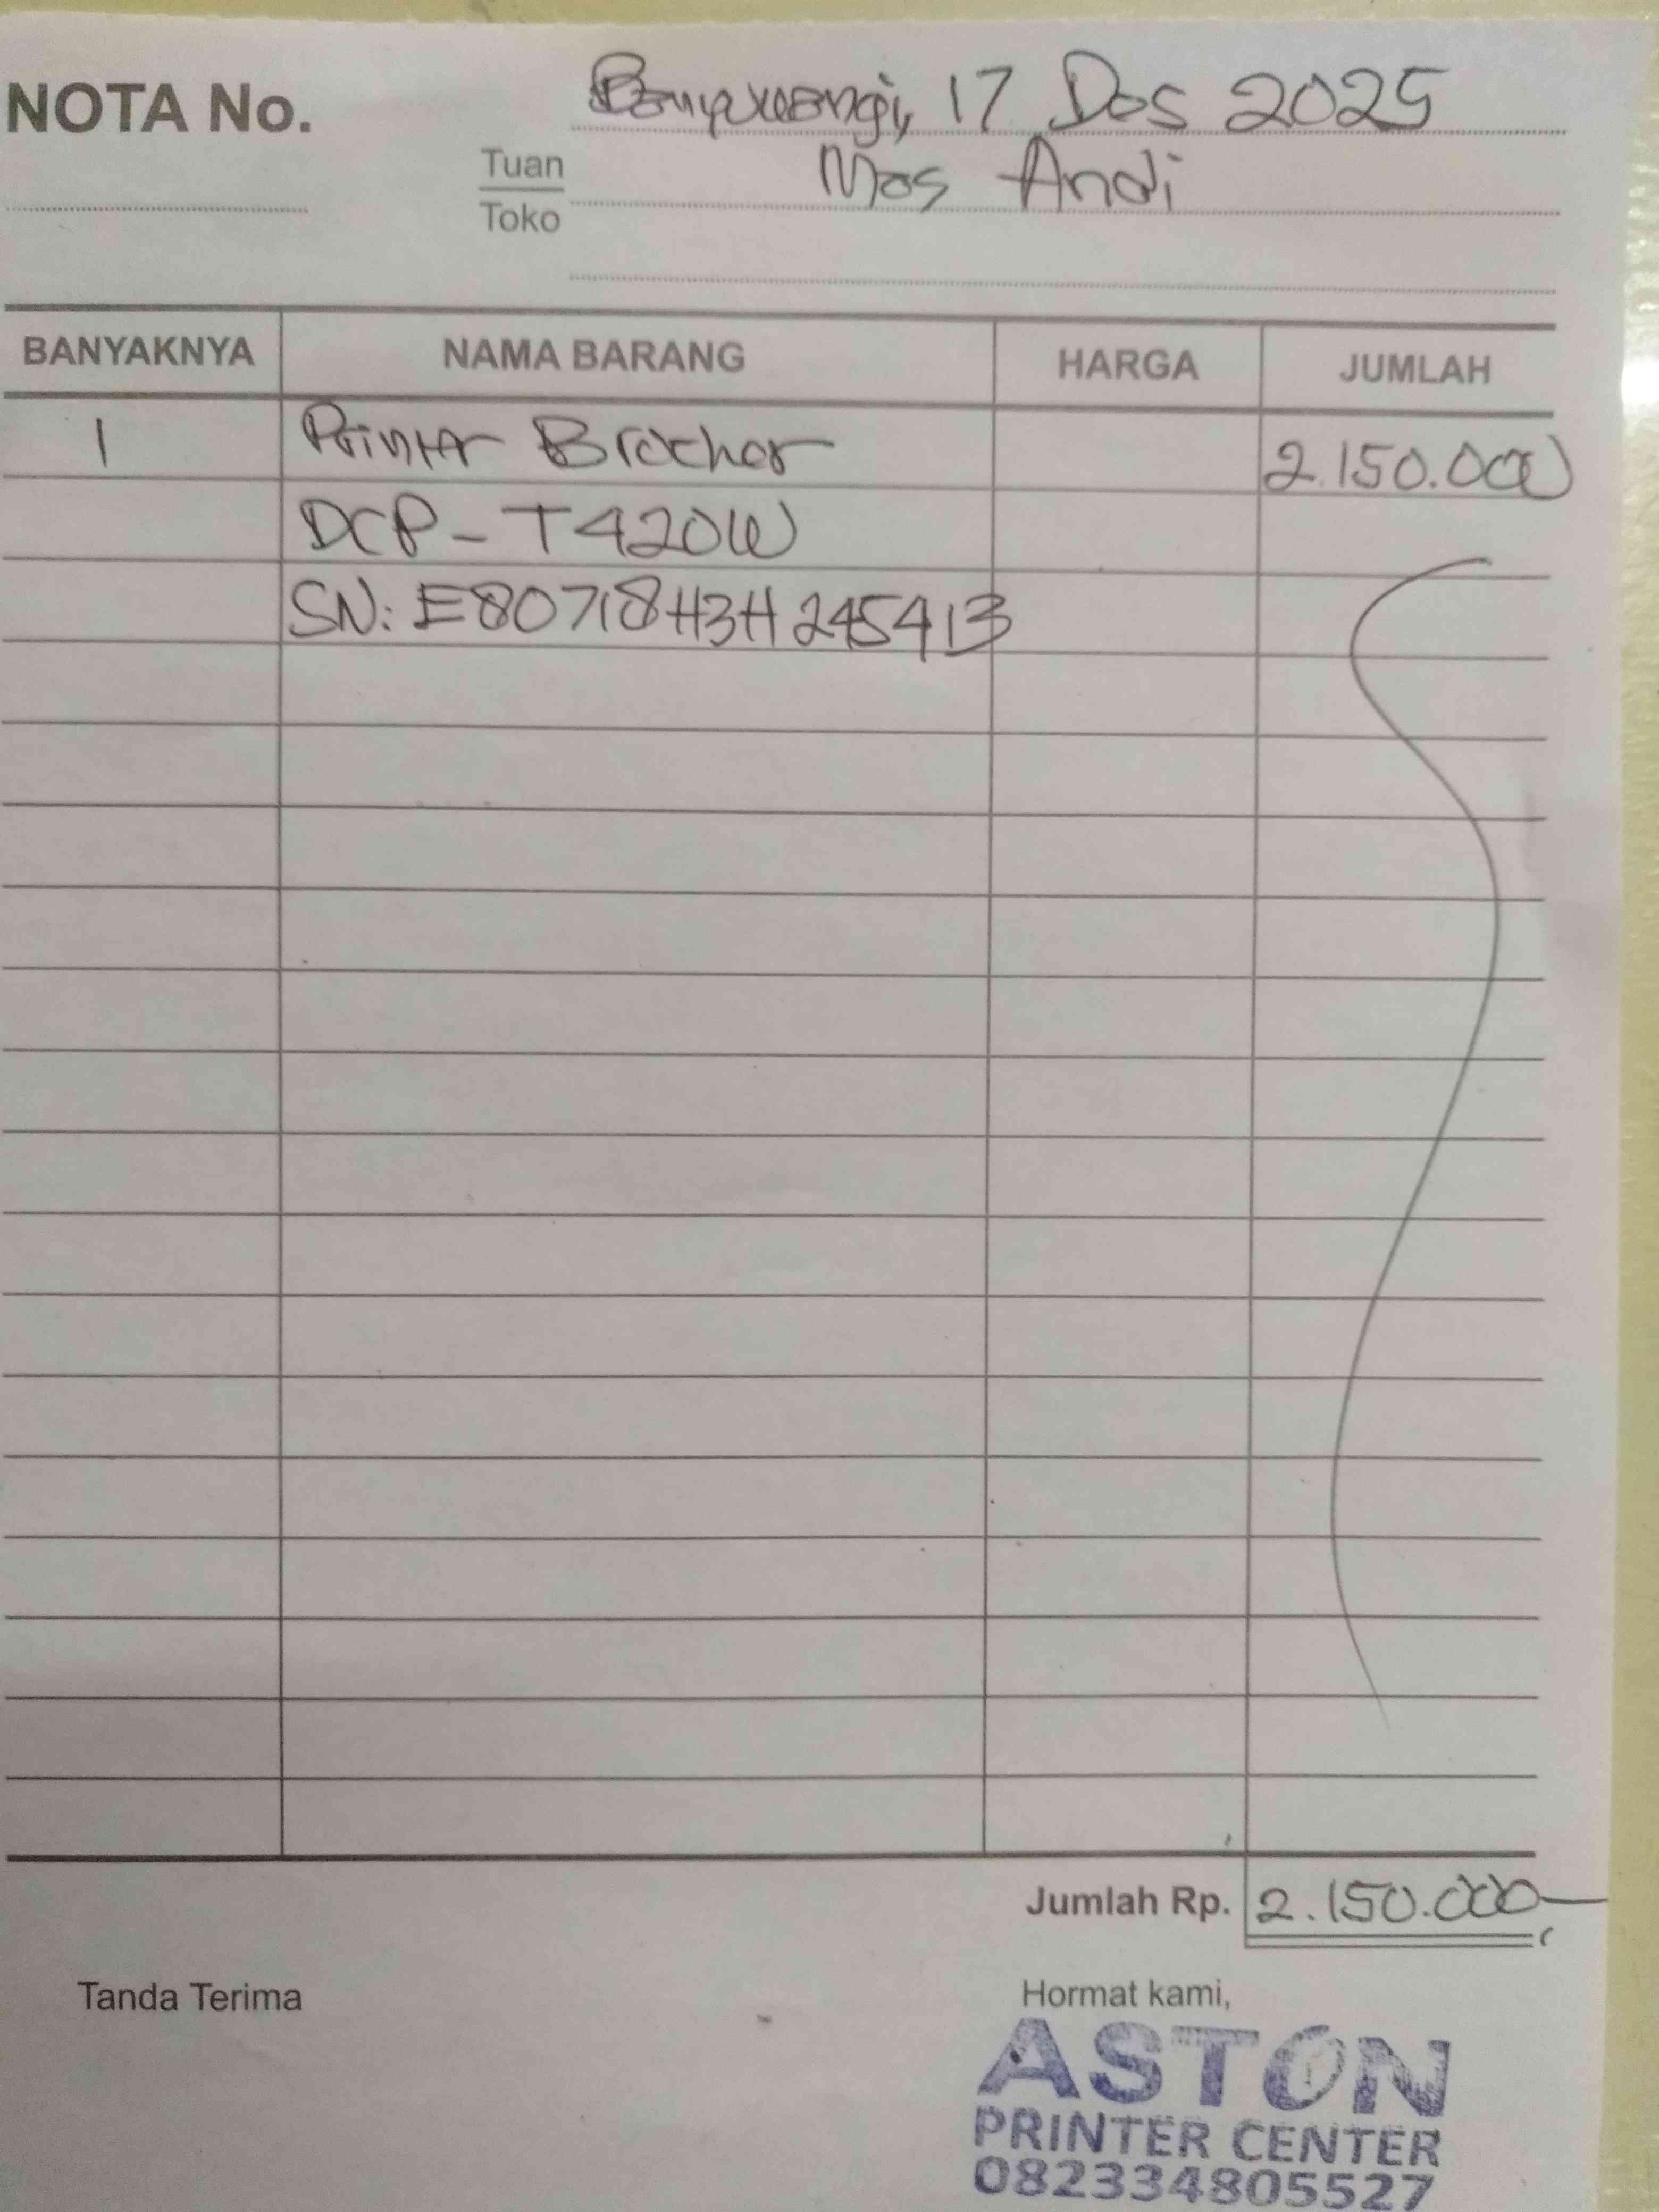 NOTA No.
Banyuwangi, 17 Des 2025
Tuan
Toko
Mas Andi
BANYAKNYA NAMA BARANG HARGA JUMLAH
1 Printer Brother 2.150.000
DCP - T420W
SN: E80718H3H245413
Jumlah Rp. 2.150.000
Tanda Terima Hormat kami,
ASTON
PRINTER CENTER
082334805527